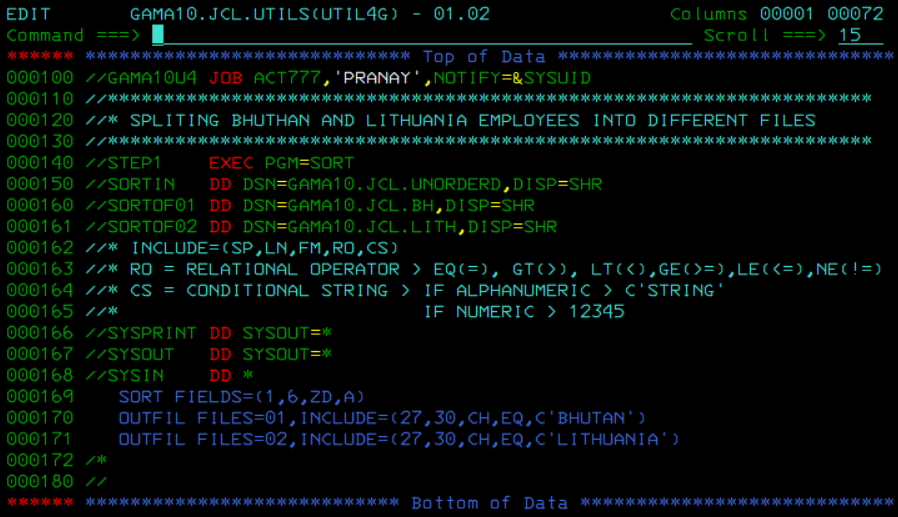 EDIT GAMA10.JCL.UTILS(UTIL4G) - 01.02 Columns 00001 00072
Command ===> Scroll ===> 15
****** **************************** Top of Data ******************************
000100 //GAMA10U4 JOB ACT777,'PRANAY',NOTIFY=&SYSUID
000110 //********************************************************************
000120 //* SPLITING BHUTHAN AND LITHUANIA EMPLOYEES INTO DIFFERENT FILES
000130 //********************************************************************
000140 //STEP1 EXEC PGM=SORT
000150 //SORTIN DD DSN=GAMA10.JCL.UNORDERD,DISP=SHR
000160 //SORTOF01 DD DSN=GAMA10.JCL.BH,DISP=SHR
000161 //SORTOF02 DD DSN=GAMA10.JCL.LITH,DISP=SHR
000162 //* INCLUDE=(SP,LN,FM,RO,CS)
000163 //* RO = RELATIONAL OPERATOR > EQ(=), GT(>), LT(<),GE(>=),LE(<=),NE(!=)
000164 //* CS = CONDITIONAL STRING > IF ALPHANUMERIC > C'STRING'
000165 //* IF NUMERIC > 12345
000166 //SYSPRINT DD SYSOUT=*
000167 //SYSOUT DD SYSOUT=*
000168 //SYSIN DD *
000169 SORT FIELDS=(1,6,ZD,A)
000170 OUTFIL FILES=01,INCLUDE=(27,30,CH,EQ,C'BHUTAN')
000171 OUTFIL FILES=02,INCLUDE=(27,30,CH,EQ,C'LITHUANIA')
000172 /*
000180 //
****** **************************** Bottom of Data ****************************